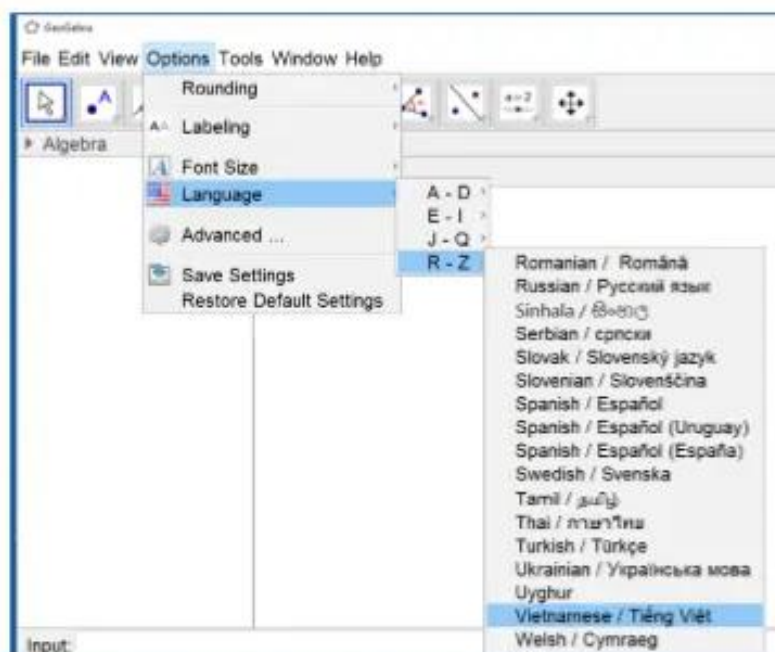 GeoGebra
File Edit View Options Tools Window Help
Rounding
a=2
AA Labeling
Algebra
A Font Size
Language
A - D
E - I
Advanced ...
J - Q
R - Z
Save Settings
Restore Default Settings
Romanian / Română
Russian / Русский язык
Sinhala / සිංහල
Serbian / српски
Slovak / Slovenský jazyk
Slovenian / Slovenščina
Spanish / Español
Spanish / Español (Uruguay)
Spanish / Español (España)
Swedish / Svenska
Tamil / தமிழ்
Thai / ภาษาไทย
Turkish / Türkçe
Ukrainian / Українська мова
Uyghur
Vietnamese / Tiếng Việt
Welsh / Cymraeg
Input: